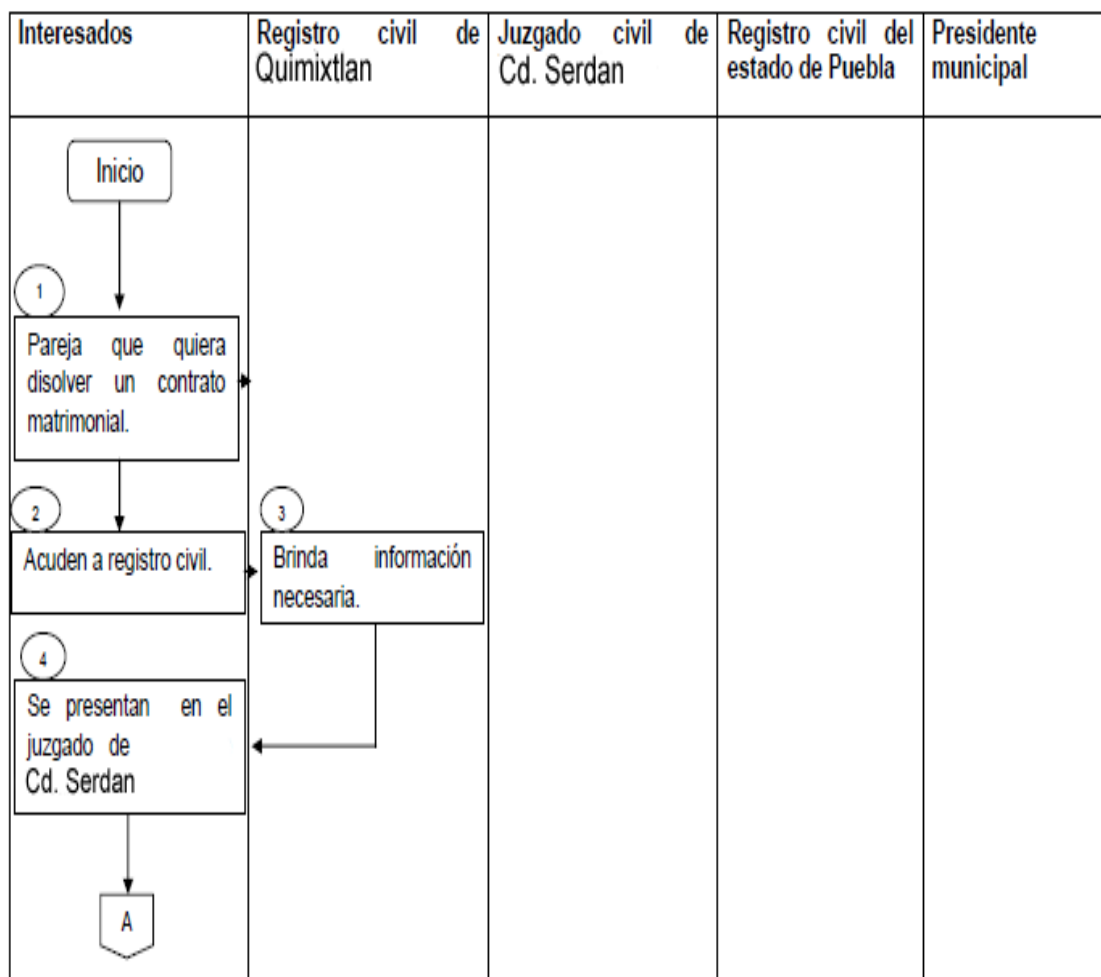 Interesados
Registro civil de
Quimixtlan
Juzgado civil de
Cd. Serdan
Registro civil del
estado de Puebla
Presidente
municipal
Inicio
1
Pareja que quiera
disolver un contrato
matrimonial.
2
Acuden a registro civil.
3
Brinda información
necesaria.
4
Se presentan en el
juzgado de
Cd. Serdan
A